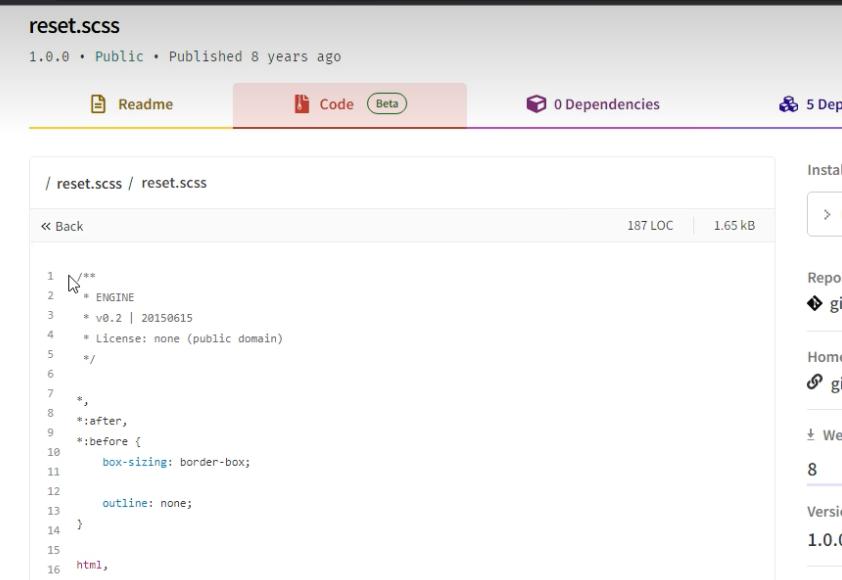 reset.scss
1.0.0 • Public • Published 8 years ago
Readme
Code Beta
0 Dependencies
5 Dep
/ reset.scss / reset.scss
« Back
187 LOC
1.65 kB
1 /**
2 * ENGINE
3 * v0.2 | 20150615
4 * License: none (public domain)
5 */
6
7 *,
8 *:after,
9 *:before {
10 box-sizing: border-box;
11
12 outline: none;
13 }
14
15 html,
16
Instal
>
Repo
gi
Home
gi
We
8
Versi
1.0.0